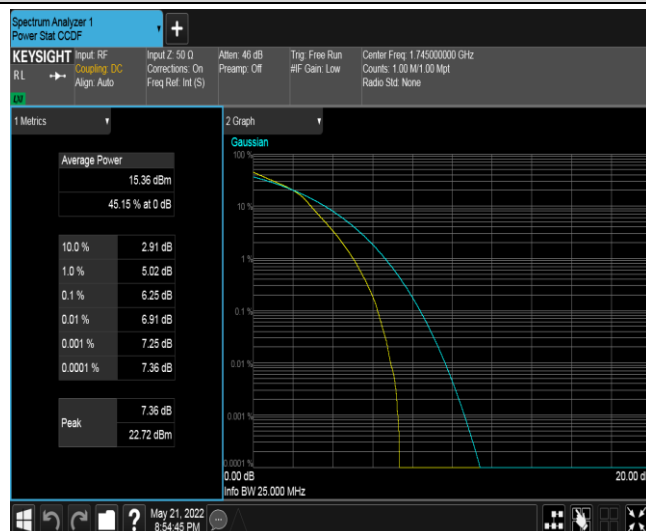 Spectrum Analyzer 1
Power Stat CCDF
KEYSIGHT Input: RF Input Z: 50 Ω Atten: 46 dB Trig: Free Run Center Freq: 1.745000000 GHz
RL Coupling: DC Corrections: On Preamp: Off #IF Gain: Low Counts: 1.00 M/1.00 Mpt
Align: Auto Freq Ref: Int (S) Radio Std: None
LNI
1 Metrics
Average Power
15.36 dBm
45.15 % at 0 dB
10.0 % 2.91 dB
1.0 % 5.02 dB
0.1 % 6.25 dB
0.01 % 6.91 dB
0.001 % 7.25 dB
0.0001 % 7.36 dB
Peak 7.36 dB
22.72 dBm
2 Graph
Gaussian
100 %
10 %
1 %
0.1 %
0.01 %
0.001 %
0.0001 %
0.00 dB 20.00 d
Info BW 25.000 MHz
? May 21, 2022
8:54:45 PM